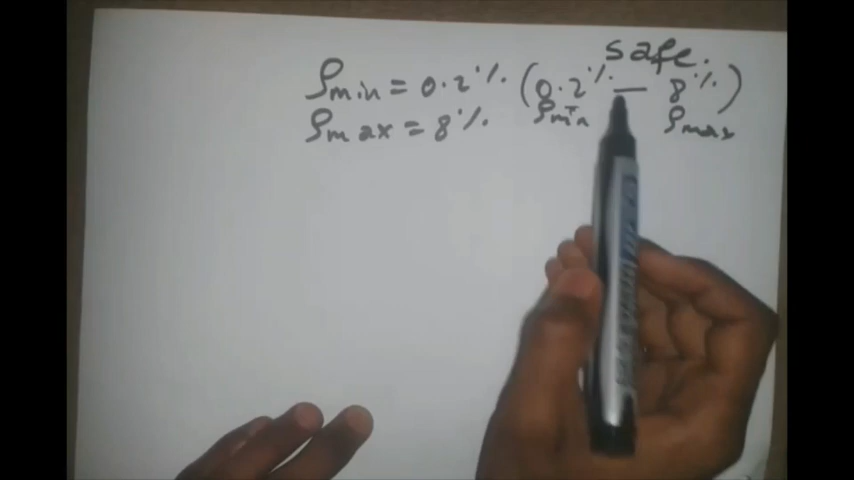 safe.
ρmin = 0.2% (0.2% — 8%)
ρmin ρmax
ρmax = 8%